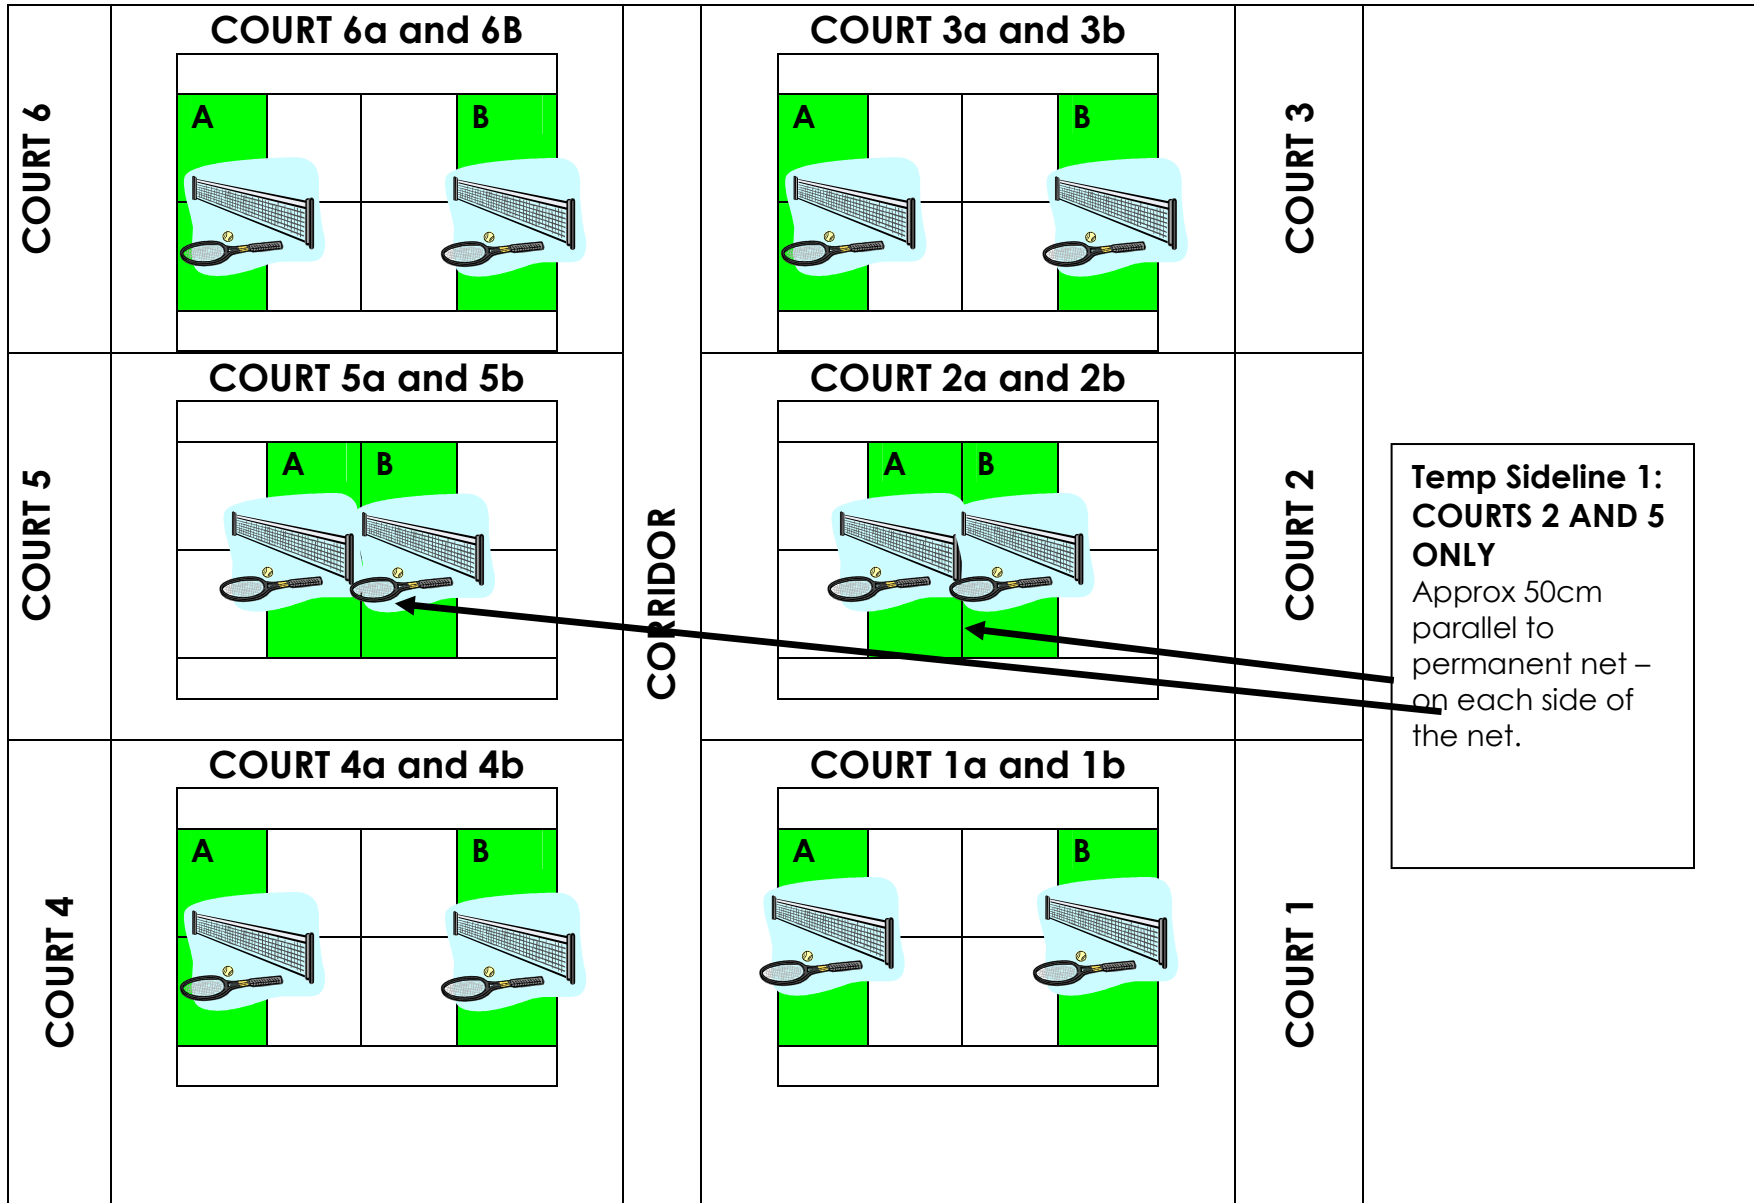 COURT 6
COURT 6a and 6B
A
B
COURT 3a and 3b
A
B
COURT 3
COURT 5
COURT 5a and 5b
A
B
CORRIDOR
COURT 2a and 2b
A
B
COURT 2
Temp Sideline 1:
COURTS 2 AND 5
ONLY
Approx 50cm
parallel to
permanent net –
on each side of
the net.
COURT 4
COURT 4a and 4b
A
B
COURT 1a and 1b
A
B
COURT 1